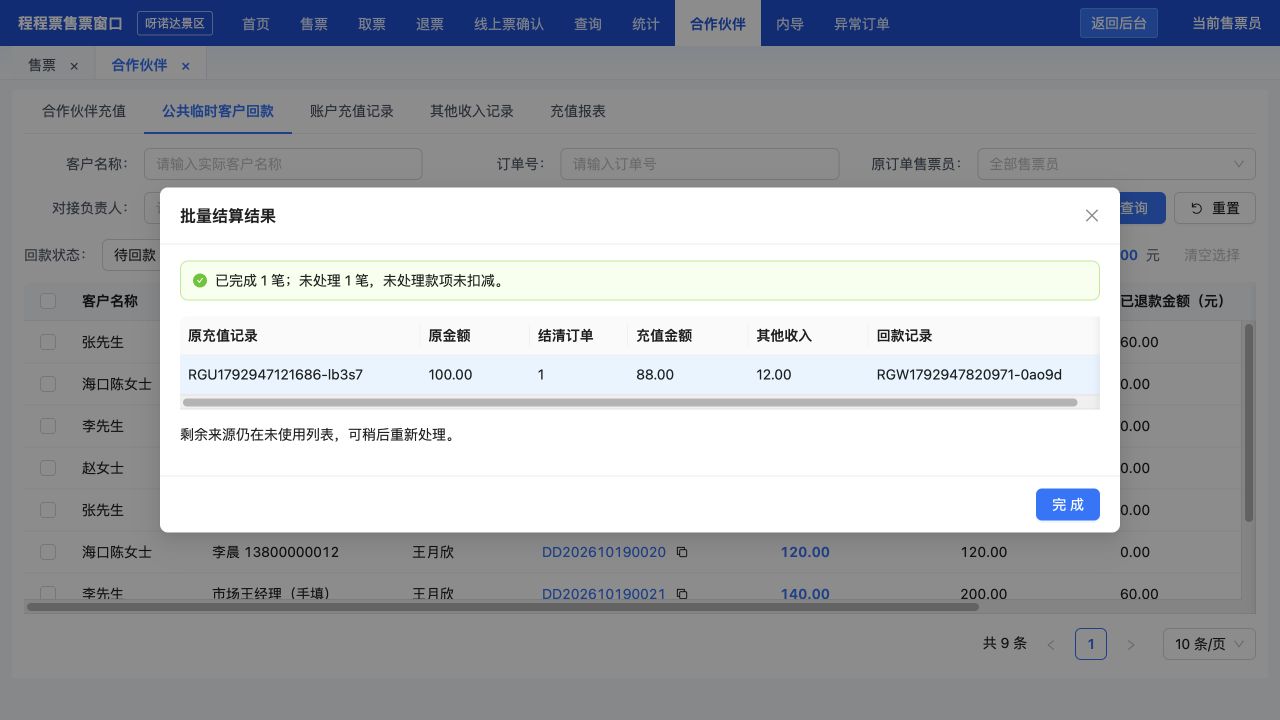 程程票售票窗口 呀诺达景区 首页 售票 取票 退票 线上票确认 查询 统计 合作伙伴 内导 异常订单 返回后台 当前售票员
售票 × 合作伙伴 ×
合作伙伴充值 公共临时客户回款 账户充值记录 其他收入记录 充值报表
客户名称: 请输入实际客户名称 订单号: 请输入订单号 原订单售票员: 全部售票员
对接负责人: 查询 重置
回款状态: 待回款 00 元 清空选择
批量结算结果
已完成 1 笔；未处理 1 笔，未处理款项未扣减。
原充值记录 原金额 结清订单 充值金额 其他收入 回款记录
RGU1792947121686-lb3s7 100.00 1 88.00 12.00 RGW1792947820971-0ao9d
剩余来源仍在未使用列表，可稍后重新处理。
完 成
客户名称 已退款金额（元）
张先生 60.00
海口陈女士 0.00
李先生 0.00
赵女士 0.00
张先生 0.00
海口陈女士 李晨 13800000012 王月欣 DD202610190020 120.00 120.00 0.00
李先生 市场王经理（手填） 王月欣 DD202610190021 140.00 200.00 60.00
共 9 条 < 1 > 10 条/页